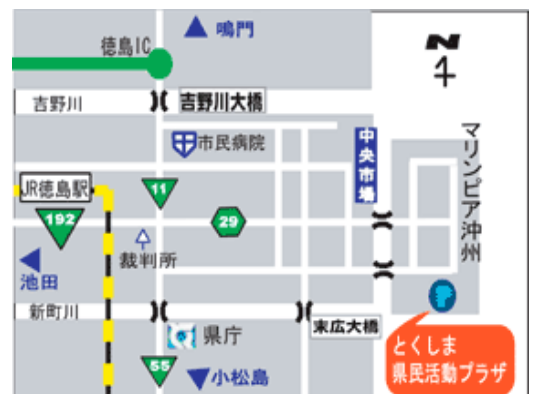 鳴門
徳島IC
N
吉野川
吉野川大橋
市民病院
中央市場
マリンピア沖州
JR徳島駅
11
192
29
裁判所
池田
新町川
県庁
末広大橋
とくしま
県民活動プラザ
55
小松島